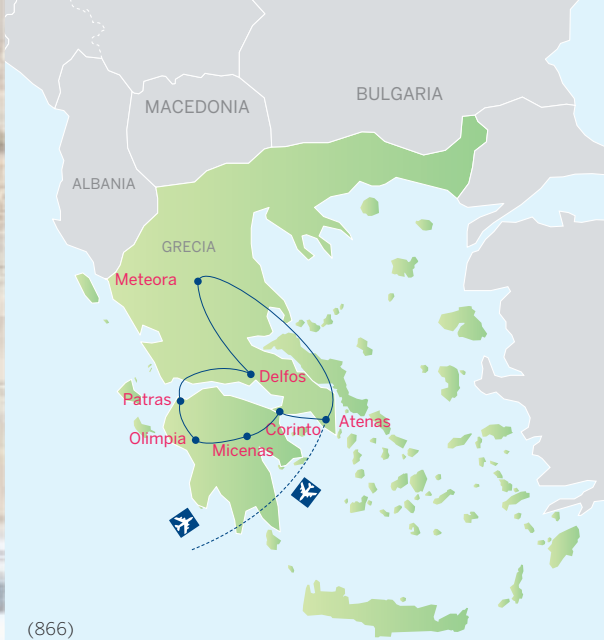 BULGARIA
MACEDONIA
ALBANIA
GRECIA
Meteora
Delfos
Patras
Atenas
Corinto
Olimpia
Micenas
(866)